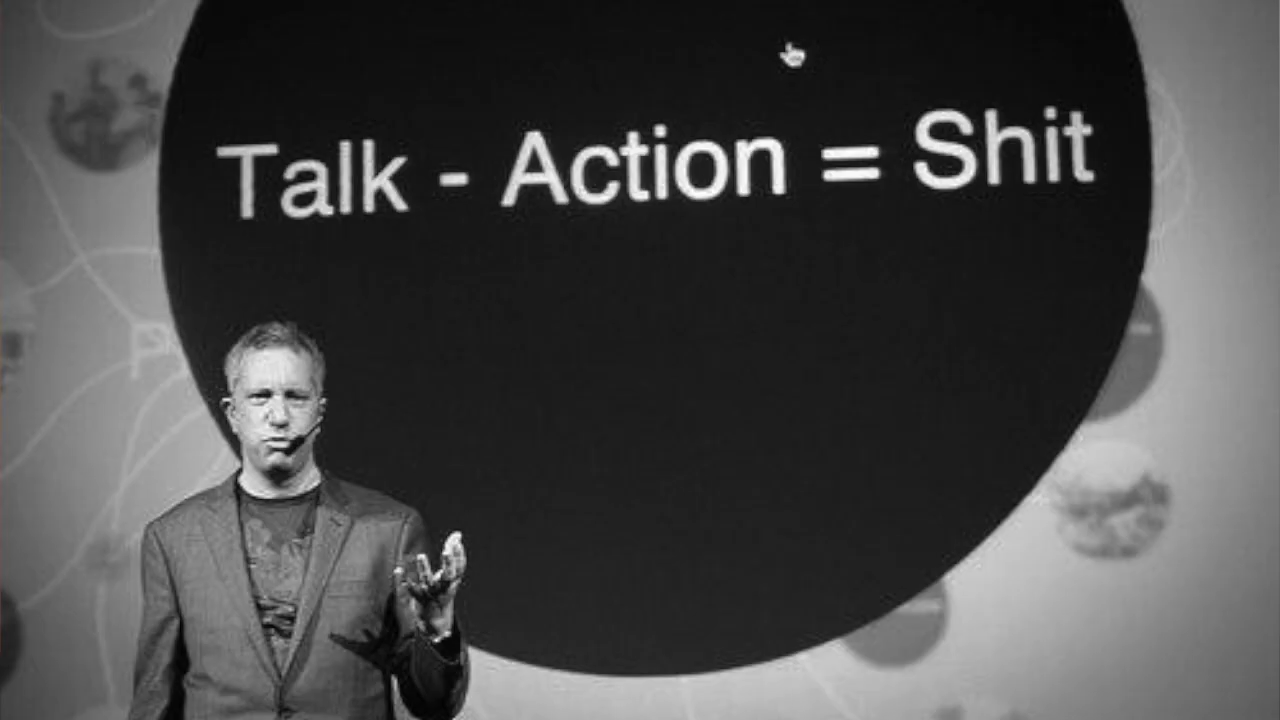 Talk - Action = Shit